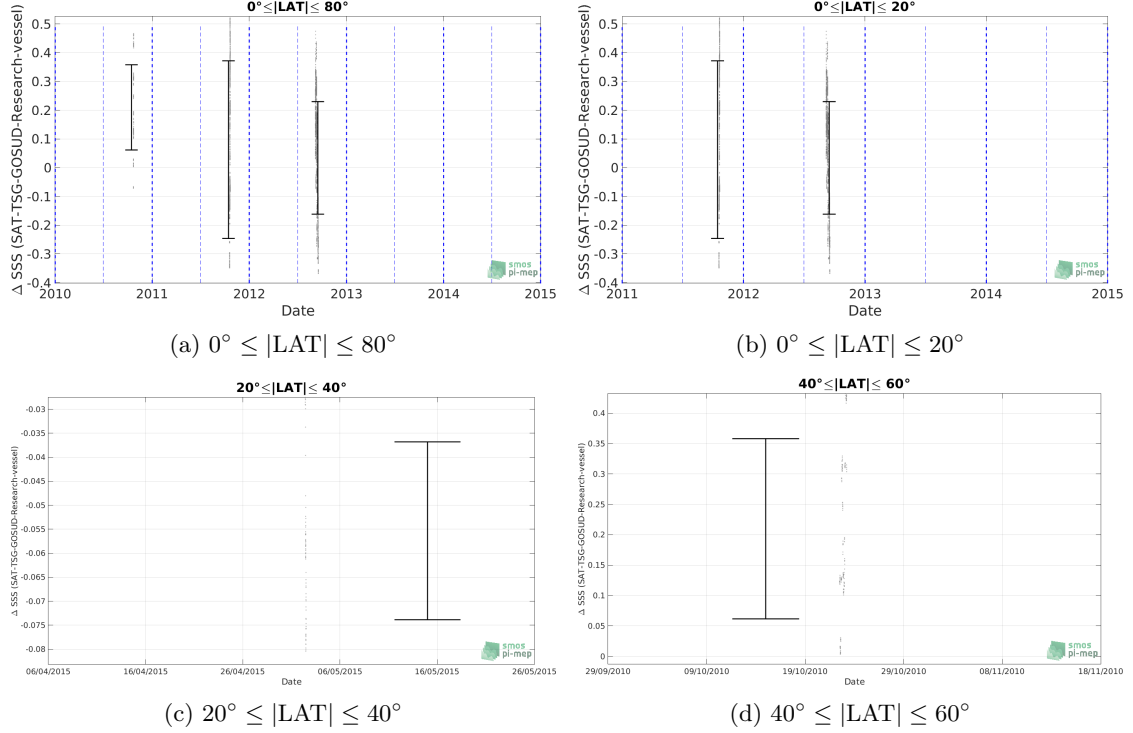 0°≤|LAT|≤ 80°
Δ SSS (SAT-TSG-GOSUD-Research-vessel)
0.5
0.4
0.3
0.2
0.1
0
-0.1
-0.2
-0.3
-0.4
2010 2011 2012 2013 2014 2015
Date
smos
pi-mep
(a) 0° ≤ |LAT| ≤ 80°
0°≤|LAT|≤ 20°
Δ SSS (SAT-TSG-GOSUD-Research-vessel)
0.5
0.4
0.3
0.2
0.1
0
-0.1
-0.2
-0.3
-0.4
2011 2012 2013 2014 2015
Date
smos
pi-mep
(b) 0° ≤ |LAT| ≤ 20°
20°≤|LAT|≤ 40°
Δ SSS (SAT-TSG-GOSUD-Research-vessel)
-0.03
-0.035
-0.04
-0.045
-0.05
-0.055
-0.06
-0.065
-0.07
-0.075
-0.08
06/04/2015 16/04/2015 26/04/2015 06/05/2015 16/05/2015 26/05/2015
Date
smos
pi-mep
(c) 20° ≤ |LAT| ≤ 40°
40°≤|LAT|≤ 60°
Δ SSS (SAT-TSG-GOSUD-Research-vessel)
0.4
0.35
0.3
0.25
0.2
0.15
0.1
0.05
0
29/09/2010 09/10/2010 19/10/2010 29/10/2010 08/11/2010 18/11/2010
Date
smos
pi-mep
(d) 40° ≤ |LAT| ≤ 60°